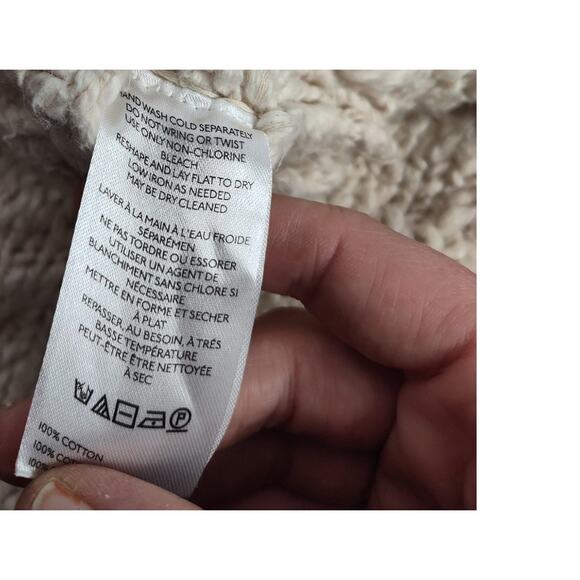 HAND WASH COLD SEPARATELY
DO NOT WRING OR TWIST
USE ONLY NON-CHLORINE
BLEACH
RESHAPE AND LAY FLAT TO DRY
LOW IRON AS NEEDED
MAY BE DRY CLEANED
LAVER À LA MAIN À L'EAU FROIDE
SÉPARÉMEN
NE PAS TORDRE OU ESSORER
UTILISER UN AGENT DE
BLANCHIMENT SANS CHLORE SI
NÉCESSAIRE
METTRE EN FORME ET SECHER
À PLAT
REPASSER, AU BESOIN, À TRÉS
BASSE TEMPÉRATURE
PEUT-ÊTRE ÊTRE NETTOYÉE
À SEC
P
100% COTTON
100%
100%